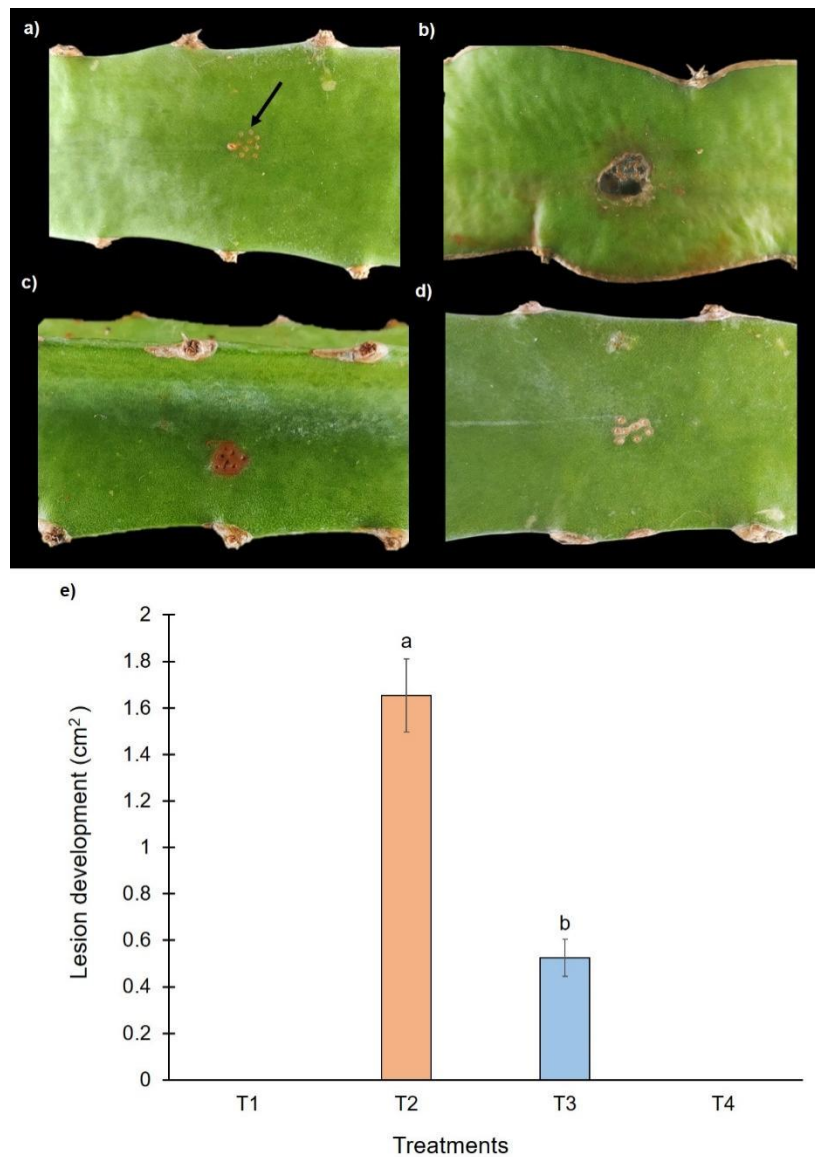 a)
b)
c)
d)
e)
2
1.8
1.6
1.4
1.2
1
0.8
0.6
0.4
0.2
0
Lesion development (cm²)
a
b
T1 T2 T3 T4
Treatments